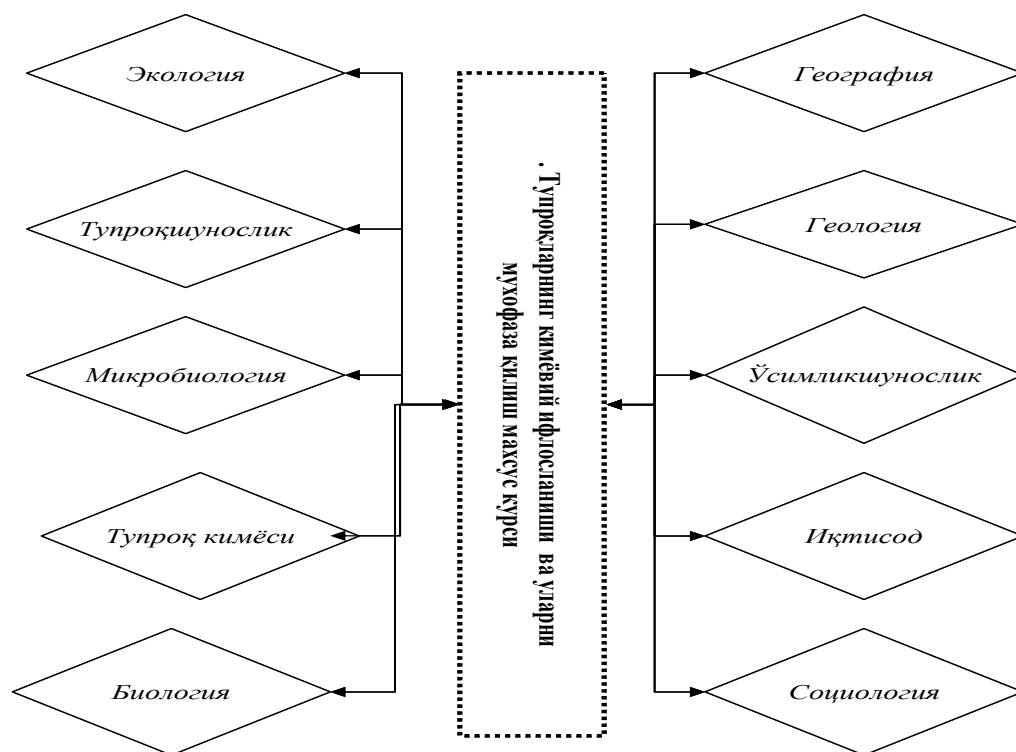 Экология
Тупроқшунослик
Микробиология
Тупроқ кимёси
Биология
. Тупроқларнинг кимёвий ифлосланиши ва уларни
мухофаза қилиш махсус курси
География
Геология
Ўсимликшунослик
Иқтисод
Социология